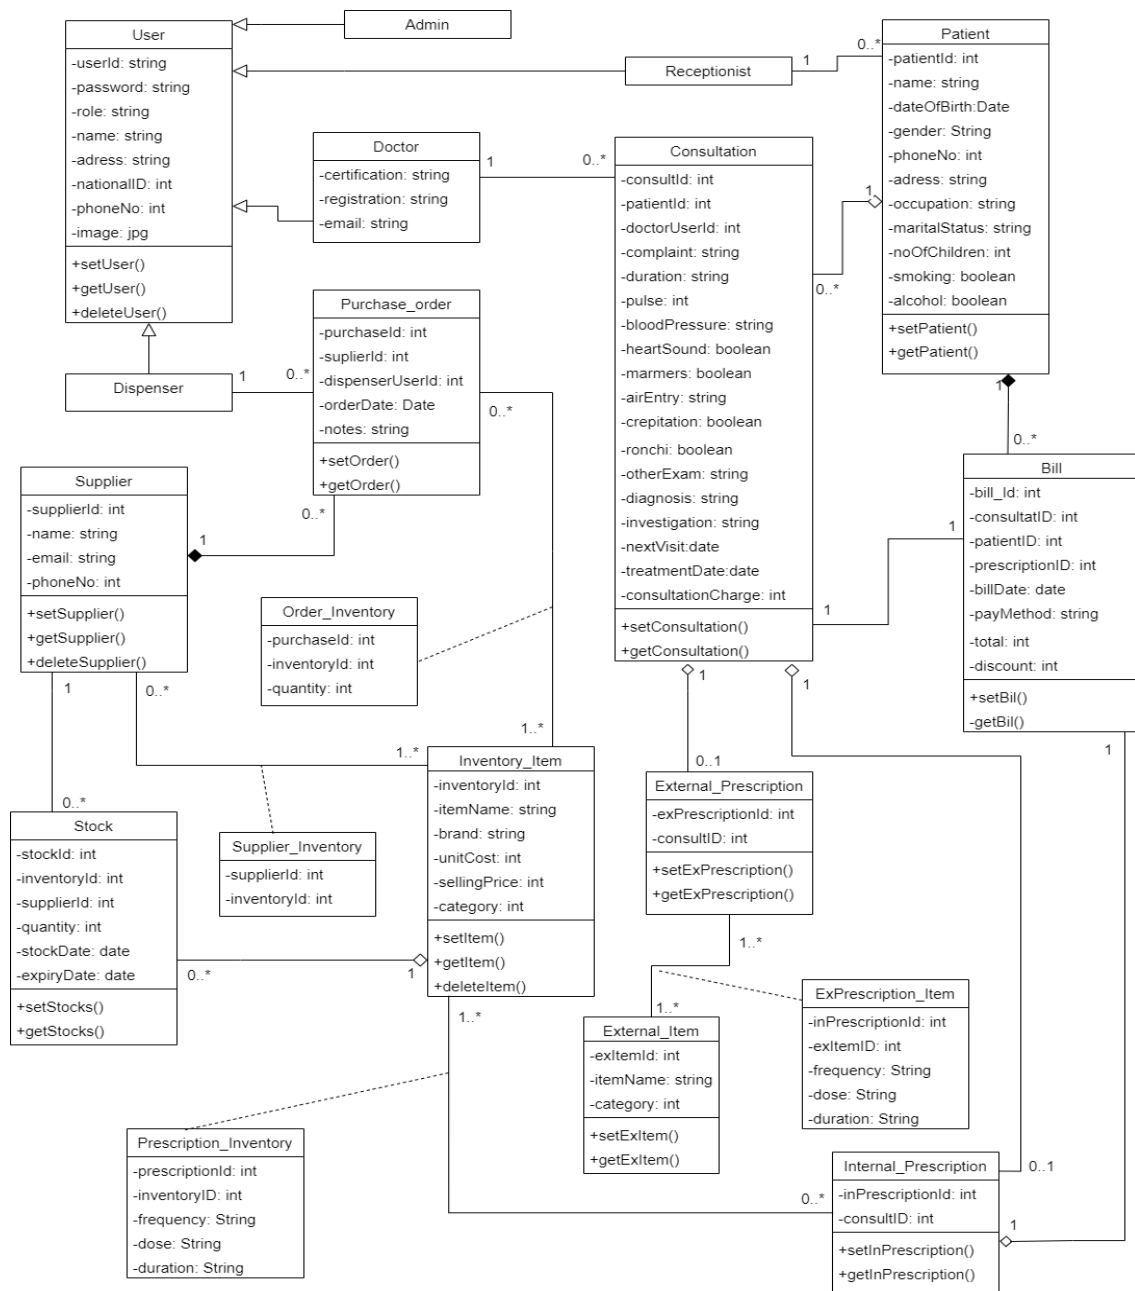 User
-userId: string
-password: string
-role: string
-name: string
-adress: string
-nationalID: int
-phoneNo: int
-image: jpg
+setUser()
+getUser()
+deleteUser()
Admin
Receptionist
1
0..*
Patient
-patientId: int
-name: string
-dateOfBirth:Date
-gender: String
-phoneNo: int
-adress: string
-occupation: string
-maritalStatus: string
-noOfChildren: int
-smoking: boolean
-alcohol: boolean
+setPatient()
+getPatient()
Doctor
-certification: string
-registration: string
-email: string
1
0..*
Consultation
-consultId: int
-patientId: int
-doctorUserId: int
-complaint: string
-duration: string
-pulse: int
-bloodPressure: string
-heartSound: boolean
-marmers: boolean
-airEntry: string
-crepitation: boolean
-ronchi: boolean
-otherExam: string
-diagnosis: string
-investigation: string
-nextVisit:date
-treatmentDate:date
-consultationCharge: int
+setConsultation()
+getConsultation()
1
0..*
1
0..*
Dispenser
1
0..*
Purchase_order
-purchaseId: int
-suplierId: int
-dispenserUserId: int
-orderDate: Date
-notes: string
+setOrder()
+getOrder()
0..*
0..*
1
Supplier
-supplierId: int
-name: string
-email: string
-phoneNo: int
+setSupplier()
+getSupplier()
+deleteSupplier()
1
0..*
Order_Inventory
-purchaseId: int
-inventoryId: int
-quantity: int
Bill
-bill_Id: int
-consultatID: int
-patientID: int
-prescriptionID: int
-billDate: date
-payMethod: string
-total: int
-discount: int
+setBil()
-getBil()
1
1
1
1
1
0..1
1..*
1..*
Inventory_Item
-inventoryId: int
-itemName: string
-brand: string
-unitCost: int
-sellingPrice: int
-category: int
+setItem()
+getItem()
+deleteItem()
0..*
Stock
-stockId: int
-inventoryId: int
-supplierId: int
-quantity: int
-stockDate: date
-expiryDate: date
+setStocks()
+getStocks()
0..*
1
Supplier_Inventory
-supplierId: int
-inventoryId: int
External_Prescription
-exPrescriptionId: int
-consultID: int
+setExPrescription()
+getExPrescription()
1..*
1..*
External_Item
-exItemId: int
-itemName: string
-category: int
+setExItem()
+getExItem()
ExPrescription_Item
-inPrescriptionId: int
-exItemID: int
-frequency: String
-dose: String
-duration: String
1..*
Prescription_Inventory
-prescriptionId: int
-inventoryID: int
-frequency: String
-dose: String
-duration: String
0..*
0..1
Internal_Prescription
-inPrescriptionId: int
-consultID: int
+setInPrescription()
+getInPrescription()
1